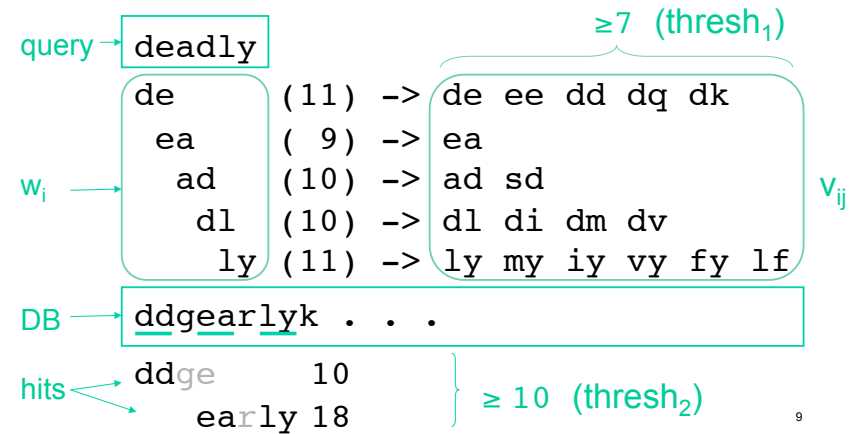 ≥7 (thresh₁)
query deadly
de (11) -> de ee dd dq dk
ea ( 9) -> ea
wᵢ ad (10) -> ad sd vᵢⱼ
dl (10) -> dl di dm dv
ly (11) -> ly my iy vy fy lf
DB ddgearlyk . . .
hits ddge 10
early 18 ≥ 10 (thresh₂)
9